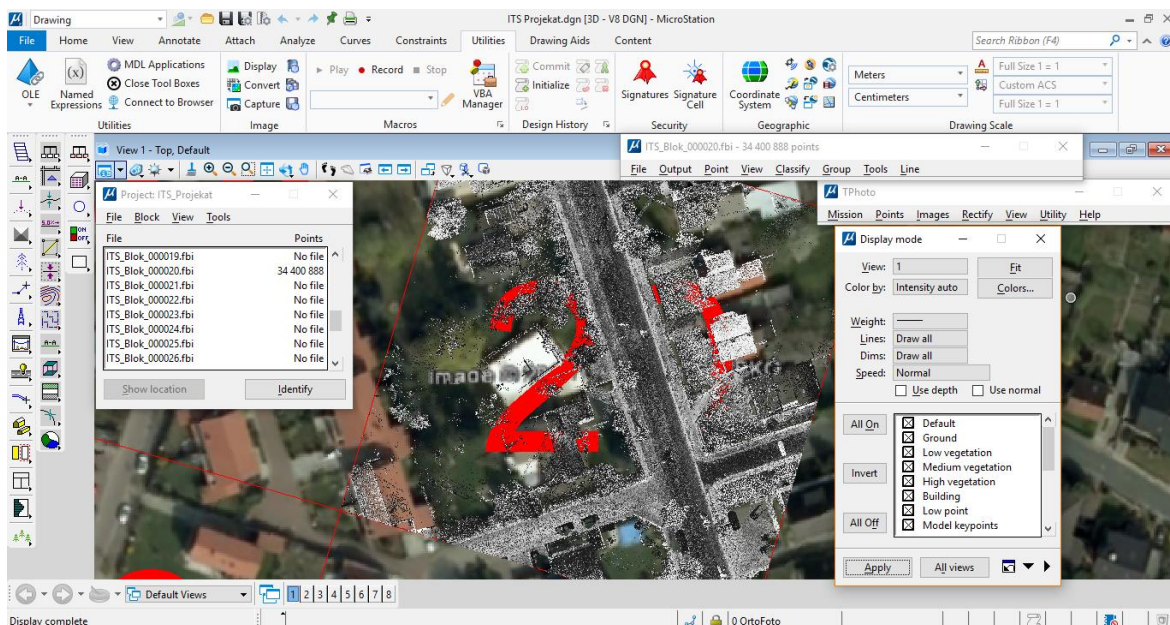 Drawing
ITS Projekat.dgn [3D - V8 DGN] - MicroStation
File Home View Annotate Attach Analyze Curves Constraints Utilities Drawing Aids Content
Search Ribbon (F4)
OLE
Named Expressions
MDL Applications
Close Tool Boxes
Connect to Browser
Utilities
Display
Convert
Capture
Image
Play Record Stop
VBA Manager
Macros
Commit
Initialize
Design History
Signatures
Signature Cell
Security
Coordinate System
Geographic
Meters
Centimeters
Full Size 1 = 1
Custom ACS
Full Size 1 = 1
Drawing Scale
View 1 - Top, Default
ITS_Blok_000020.fbi - 34 400 888 points
File Output Point View Classify Group Tools Line
Project: ITS_Projekat
File Block View Tools
File Points
ITS_Blok_000019.fbi No file
ITS_Blok_000020.fbi 34 400 888
ITS_Blok_000021.fbi No file
ITS_Blok_000022.fbi No file
ITS_Blok_000023.fbi No file
ITS_Blok_000024.fbi No file
ITS_Blok_000025.fbi No file
ITS_Blok_000026.fbi No file
Show location Identify
TPhoto
Mission Points Images Rectify View Utility Help
Display mode
View: 1 Fit
Color by: Intensity auto Colors...
Weight:
Lines: Draw all
Dims: Draw all
Speed: Normal
Use depth Use normal
All On
Invert
All Off
Default
Ground
Low vegetation
Medium vegetation
High vegetation
Building
Low point
Model keypoints
Apply All views
20
Default Views 1 2 3 4 5 6 7 8
Display complete
0 OrtoFoto